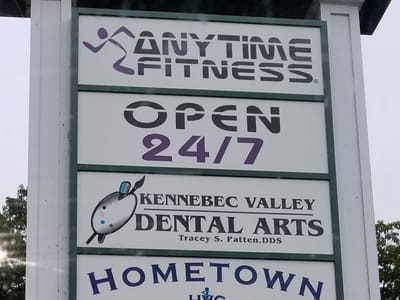 ANYTIME
FITNESS®
OPEN
24/7
KENNEBEC VALLEY
DENTAL ARTS
Tracey S. Patten, DDS
HOMETOWN